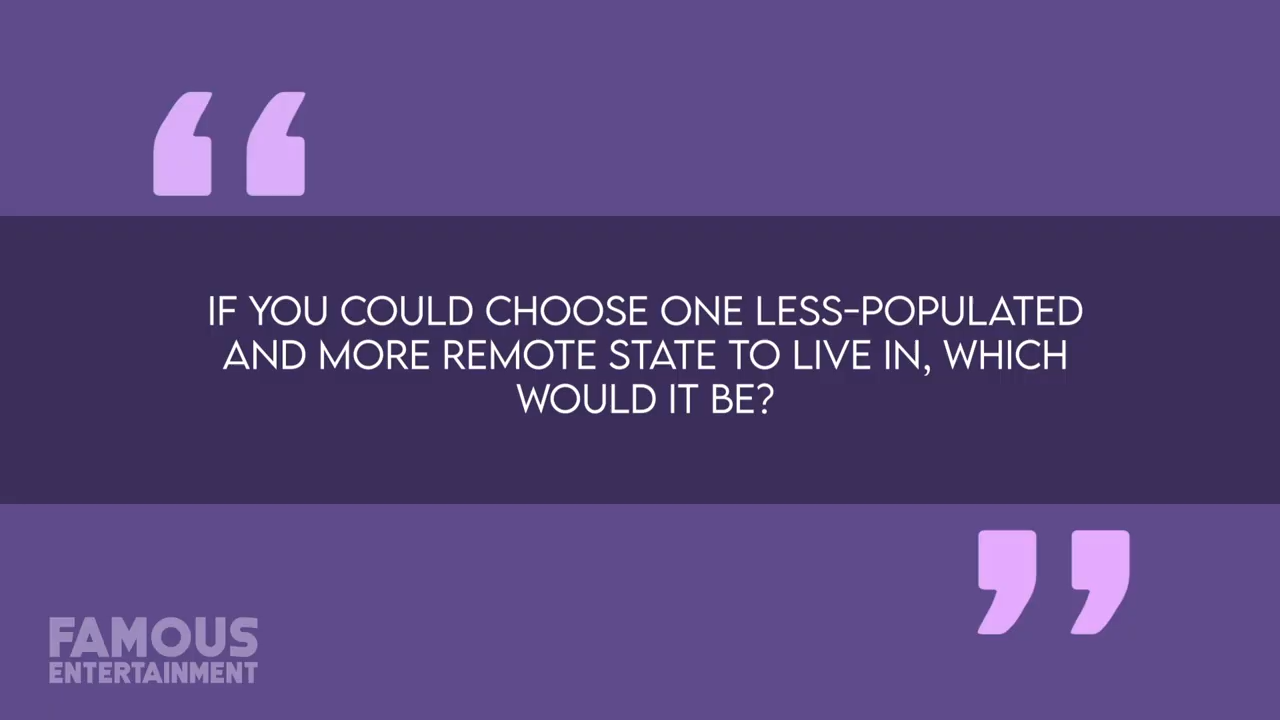 IF YOU COULD CHOOSE ONE LESS-POPULATED
AND MORE REMOTE STATE TO LIVE IN, WHICH
WOULD IT BE?
FAMOUS
ENTERTAINMENT